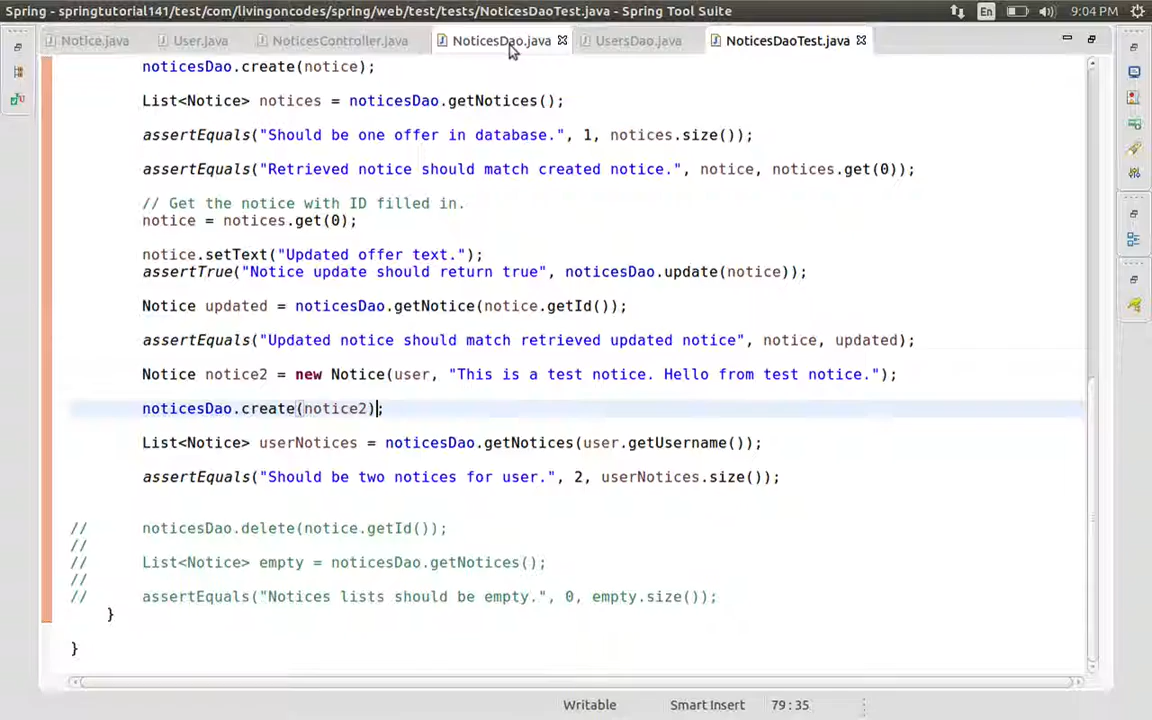 Spring - springtutorial141/test/com/livingoncodes/spring/web/test/tests/NoticesDaoTest.java - Spring Tool Suite
En
9:04 PM
Notice.java User.java NoticesController.java NoticesDao.java UsersDao.java NoticesDaoTest.java
noticesDao.create(notice);
List<Notice> notices = noticesDao.getNotices();
assertEquals("Should be one offer in database.", 1, notices.size());
assertEquals("Retrieved notice should match created notice.", notice, notices.get(0));
// Get the notice with ID filled in.
notice = notices.get(0);
notice.setText("Updated offer text.");
assertTrue("Notice update should return true", noticesDao.update(notice));
Notice updated = noticesDao.getNotice(notice.getId());
assertEquals("Updated notice should match retrieved updated notice", notice, updated);
Notice notice2 = new Notice(user, "This is a test notice. Hello from test notice.");
noticesDao.create(notice2);
List<Notice> userNotices = noticesDao.getNotices(user.getUsername());
assertEquals("Should be two notices for user.", 2, userNotices.size());
// noticesDao.delete(notice.getId());
//
// List<Notice> empty = noticesDao.getNotices();
//
// assertEquals("Notices lists should be empty.", 0, empty.size());
}
}
Writable Smart Insert 79 : 35